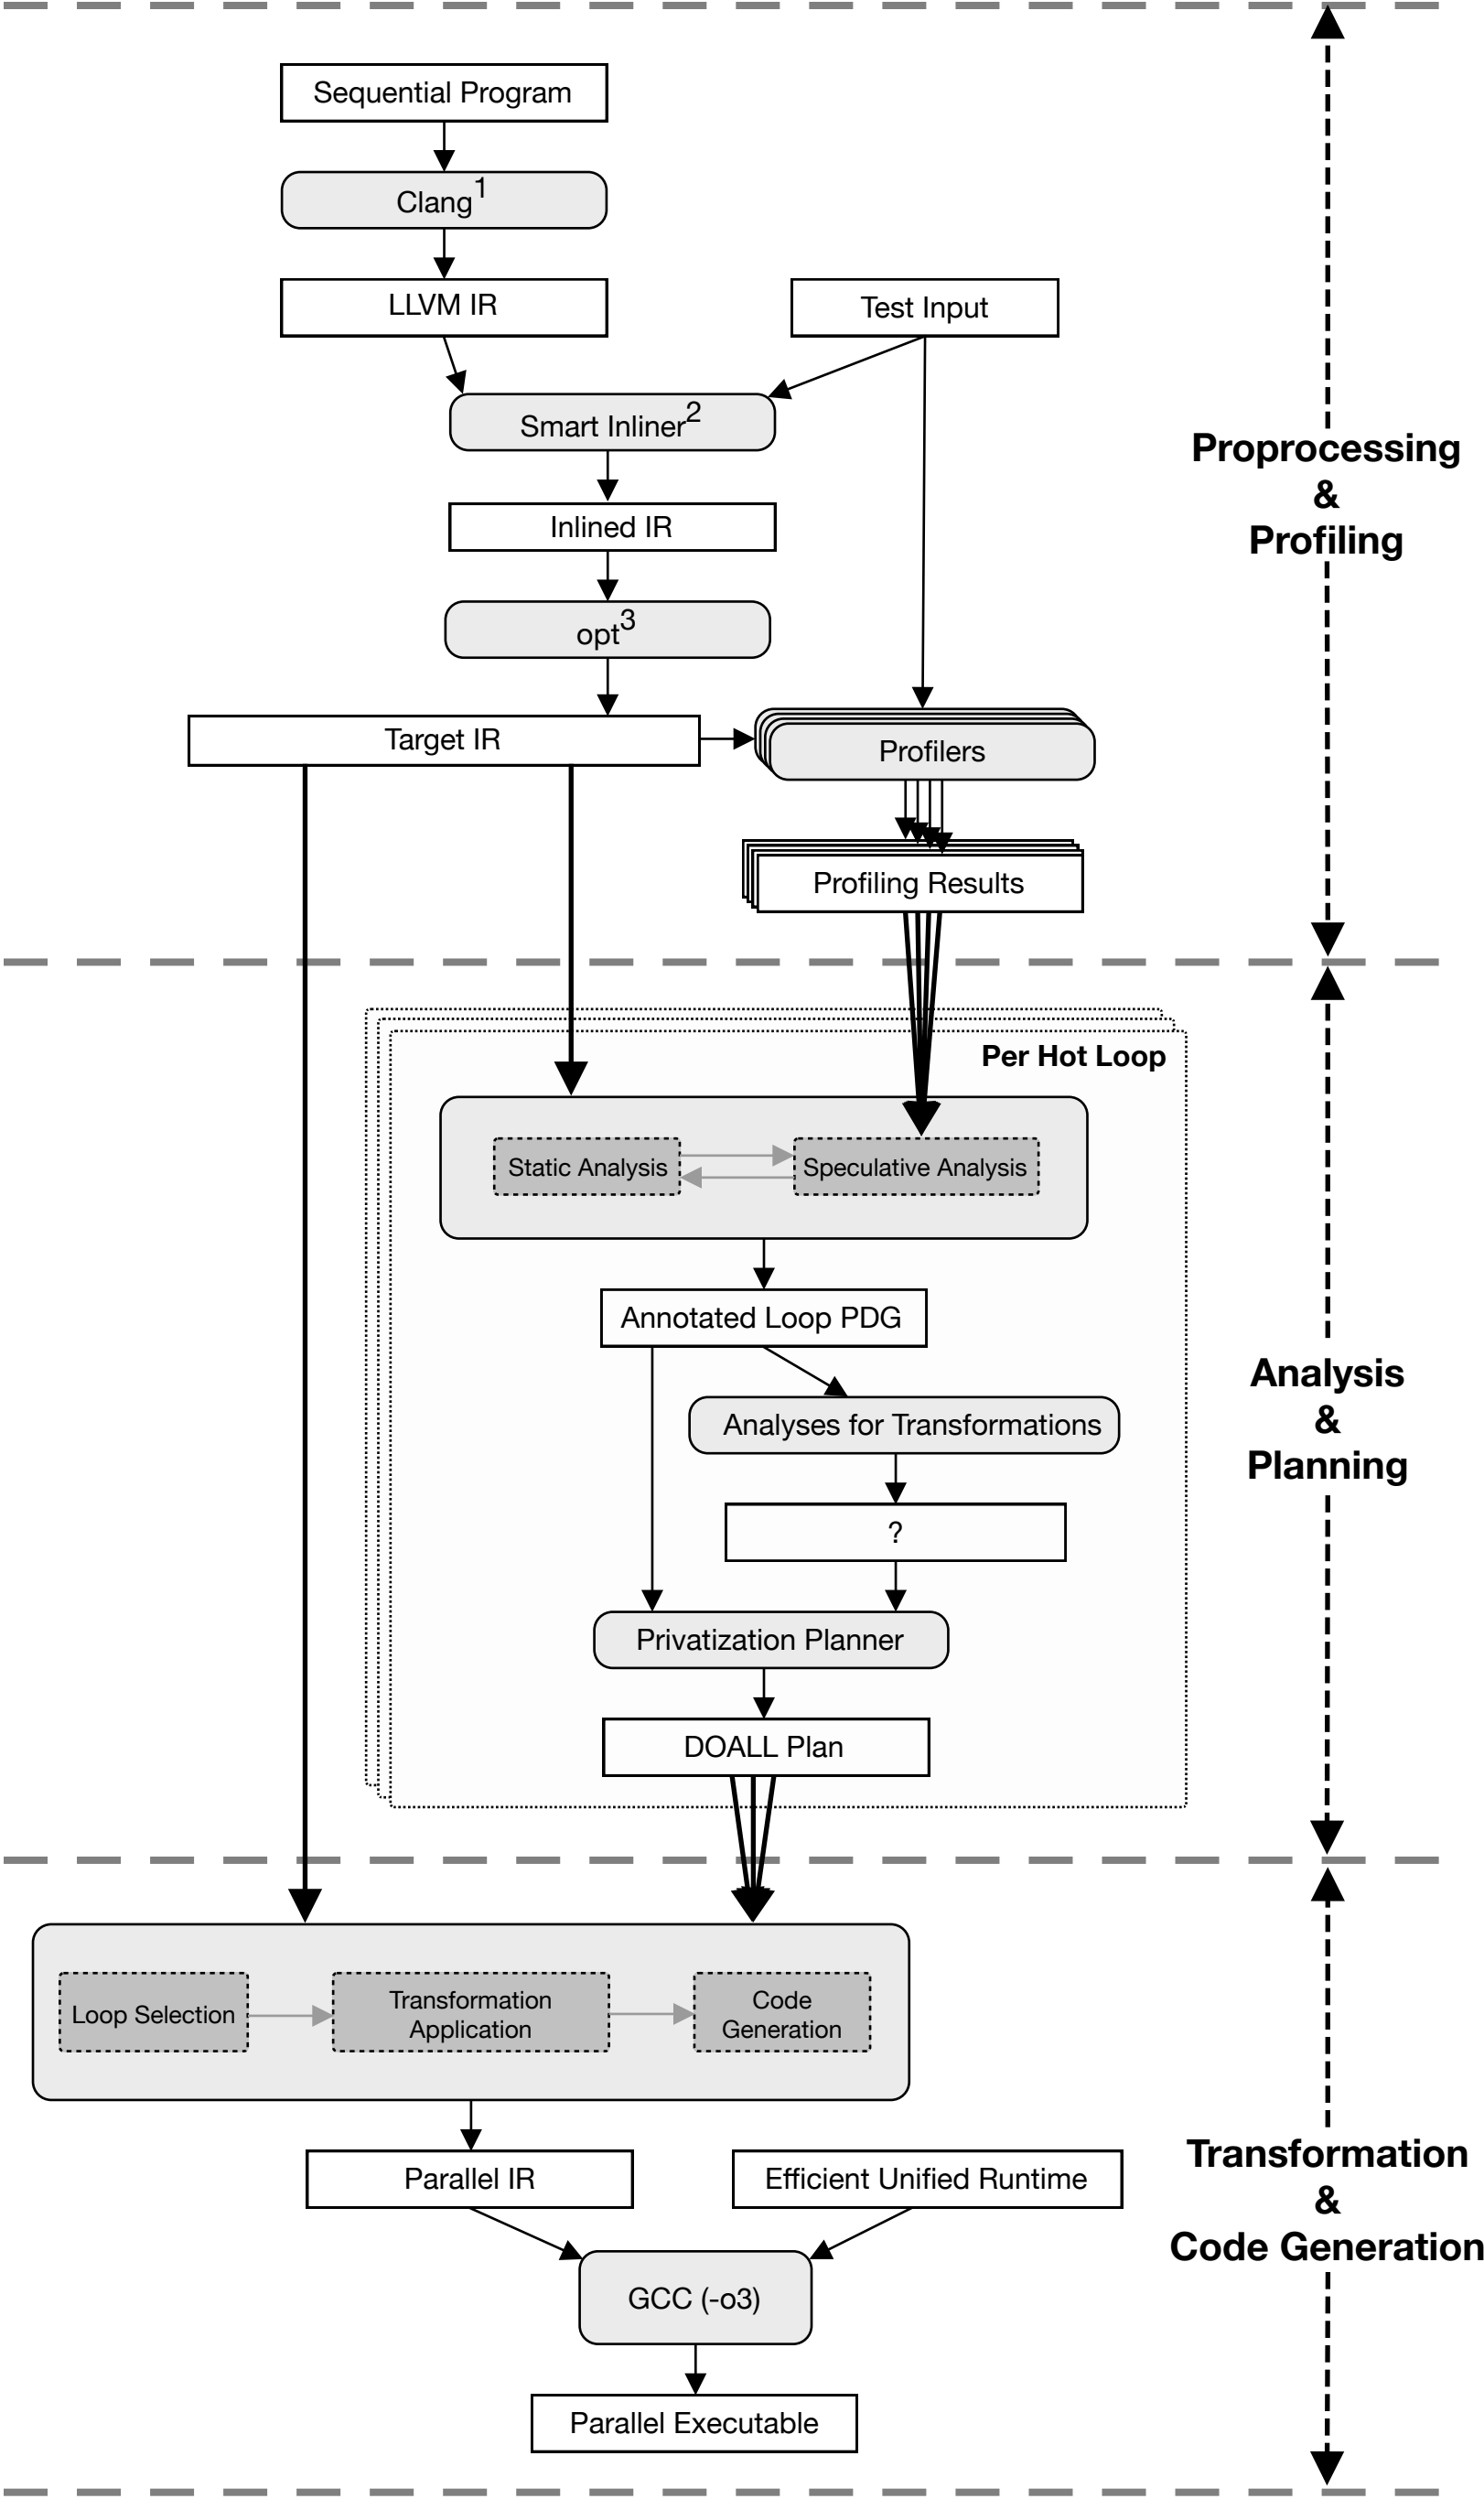 Sequential Program
Clang1
LLVM IR
Test Input
Smart Inliner2
Inlined IR
opt3
Target IR
Profilers
Profiling Results
Proprocessing
&
Profiling
Per Hot Loop
Static Analysis
Speculative Analysis
Annotated Loop PDG
Analyses for Transformations
?
Privatization Planner
DOALL Plan
Analysis
&
Planning
Loop Selection
Transformation
Application
Code
Generation
Parallel IR
Efficient Unified Runtime
GCC (-o3)
Parallel Executable
Transformation
&
Code Generation